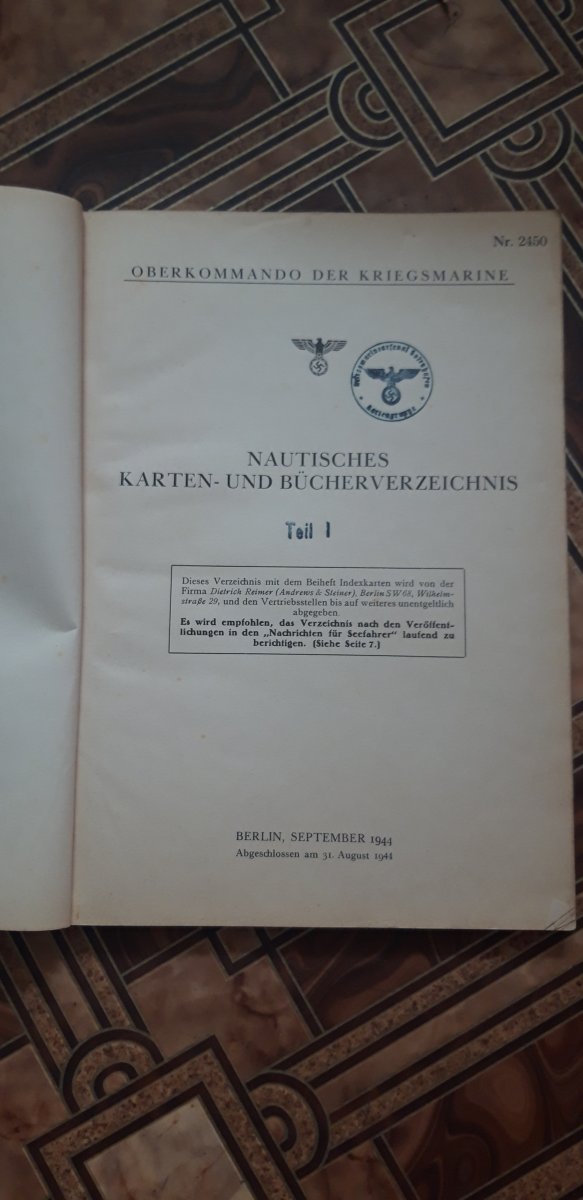 Nr. 2450
OBERKOMMANDO DER KRIEGSMARINE
NAUTISCHES
KARTEN- UND BÜCHERVERZEICHNIS
Teil I
Dieses Verzeichnis mit dem Beiheft Indexkarten wird von der
Firma Dietrich Reimer (Andrews & Steiner), Berlin SW 68, Wilhelm-
straße 29, und den Vertriebsstellen bis auf weiteres unentgeltlich
abgegeben.
Es wird empfohlen, das Verzeichnis nach den Veröffent-
lichungen in den „Nachrichten für Seefahrer“ laufend zu
berichtigen. (Siehe Seite 7.)
BERLIN, SEPTEMBER 1944
Abgeschlossen am 31. August 1944